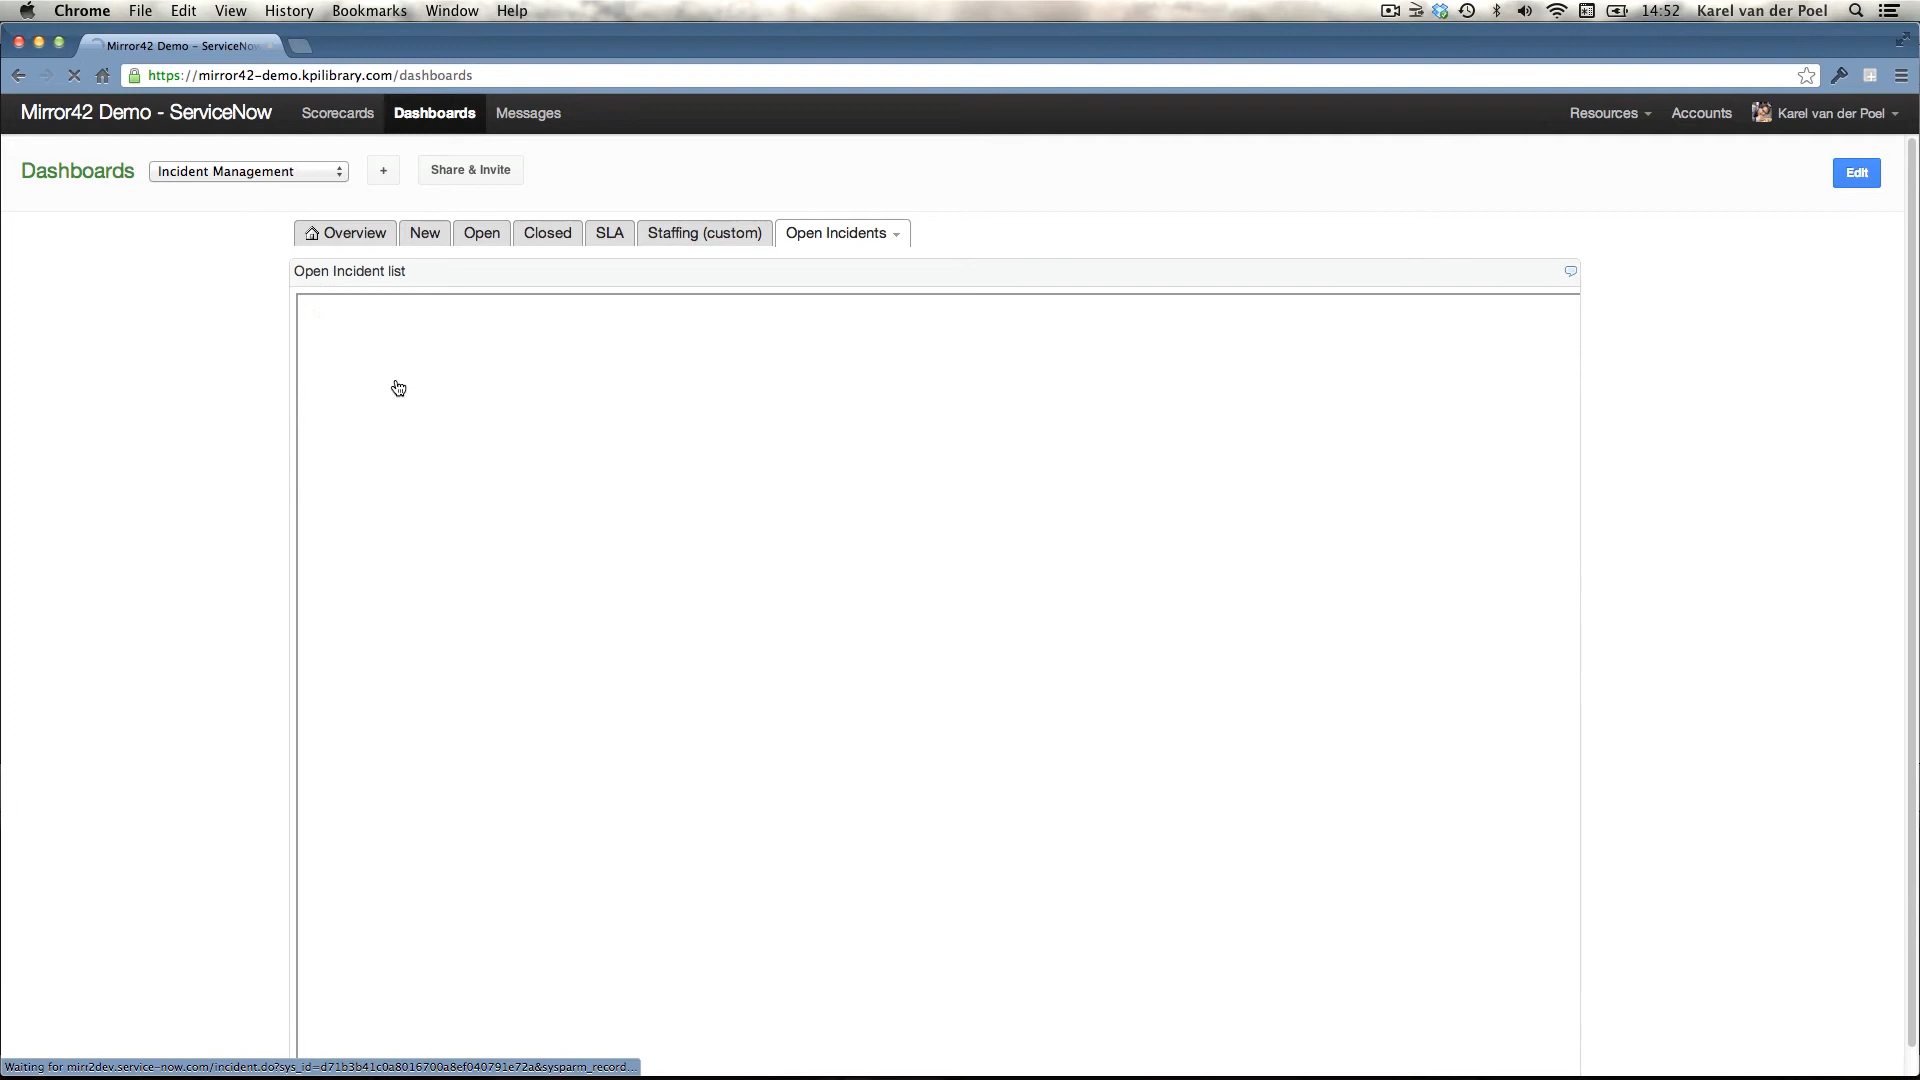 Chrome File Edit View History Bookmarks Window Help 14:52 Karel van der Poel
Mirror42 Demo - ServiceNow
https://mirror42-demo.kpilibrary.com/dashboards
Mirror42 Demo - ServiceNow Scorecards Dashboards Messages Resources Accounts Karel van der Poel
Dashboards Incident Management + Share & Invite Edit
Overview New Open Closed SLA Staffing (custom) Open Incidents
Open Incident list
Waiting for mirr2dev.service-now.com/incident.do?sys_id=d71b3b41c0a8016700a8ef040791e72a&sysparm_record...